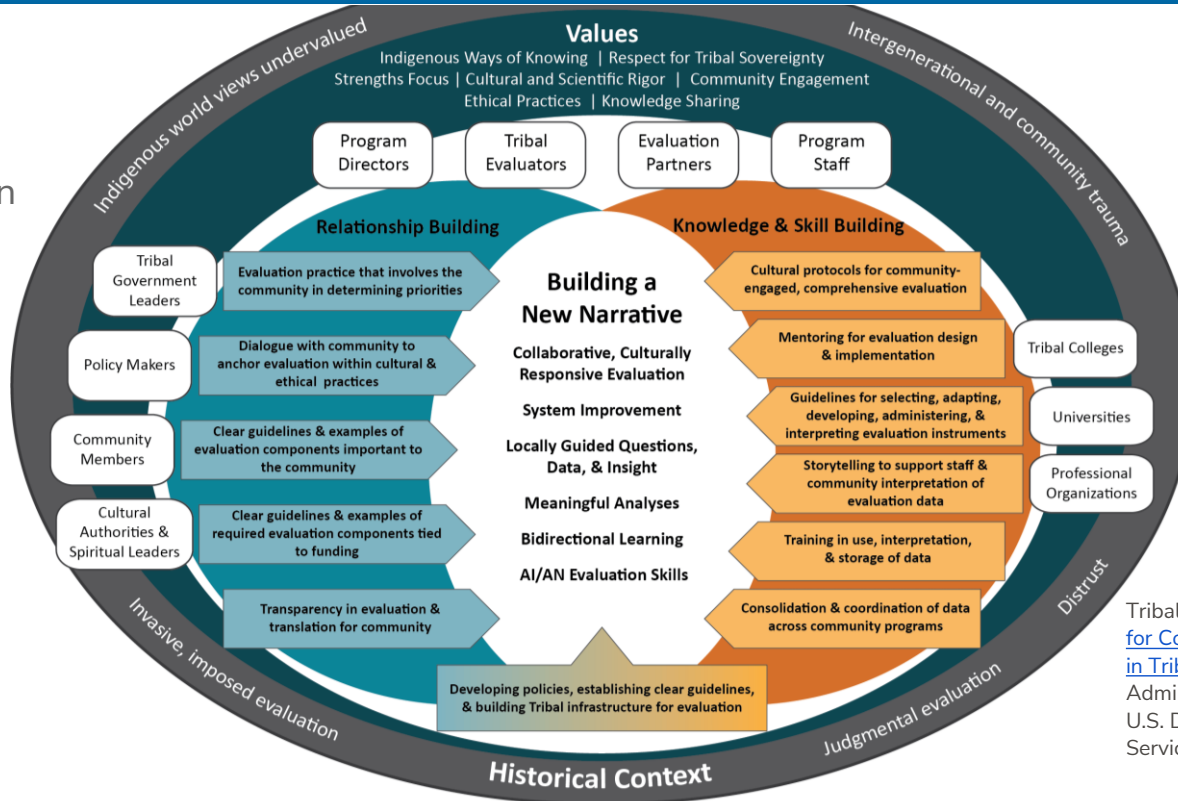 Values
Indigenous Ways of Knowing | Respect for Tribal Sovereignty
Strengths Focus | Cultural and Scientific Rigor | Community Engagement
Ethical Practices | Knowledge Sharing
Indigenous world views undervalued
Intergenerational and community trauma
Program
Directors
Tribal
Evaluators
Evaluation
Partners
Program
Staff
n
Relationship Building
Knowledge & Skill Building
Tribal
Government
Leaders
Policy Makers
Community
Members
Cultural
Authorities &
Spiritual Leaders
Evaluation practice that involves the
community in determining priorities
Dialogue with community to
anchor evaluation within cultural &
ethical practices
Clear guidelines & examples of
evaluation components important to
the community
Clear guidelines & examples of
required evaluation components tied
to funding
Transparency in evaluation &
translation for community
Building a
New Narrative
Collaborative, Culturally
Responsive Evaluation
System Improvement
Locally Guided Questions,
Data, & Insight
Meaningful Analyses
Bidirectional Learning
AI/AN Evaluation Skills
Cultural protocols for community-
engaged, comprehensive evaluation
Mentoring for evaluation design
& implementation
Guidelines for selecting, adapting,
developing, administering, &
interpreting evaluation instruments
Storytelling to support staff &
community interpretation of
evaluation data
Training in use, interpretation,
& storage of data
Consolidation & coordination of data
across community programs
Tribal Colleges
Universities
Professional
Organizations
Developing policies, establishing clear guidelines,
& building Tribal infrastructure for evaluation
Invasive, imposed evaluation
Historical Context
Judgmental evaluation
Distrust
Tribal
for Co
in Trib
Admi
U.S. D
Servic